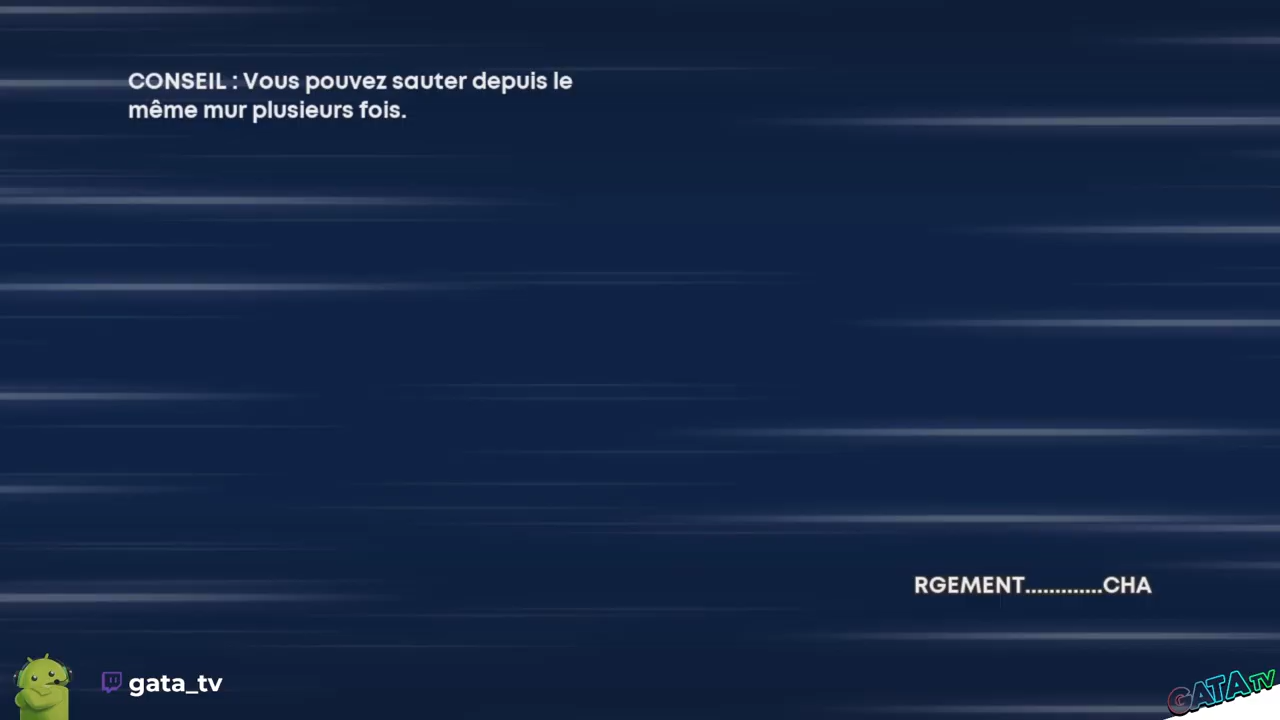 CONSEIL : Vous pouvez sauter depuis le
même mur plusieurs fois.
RGEMENT.............CHA
gata_tv
GATA TV